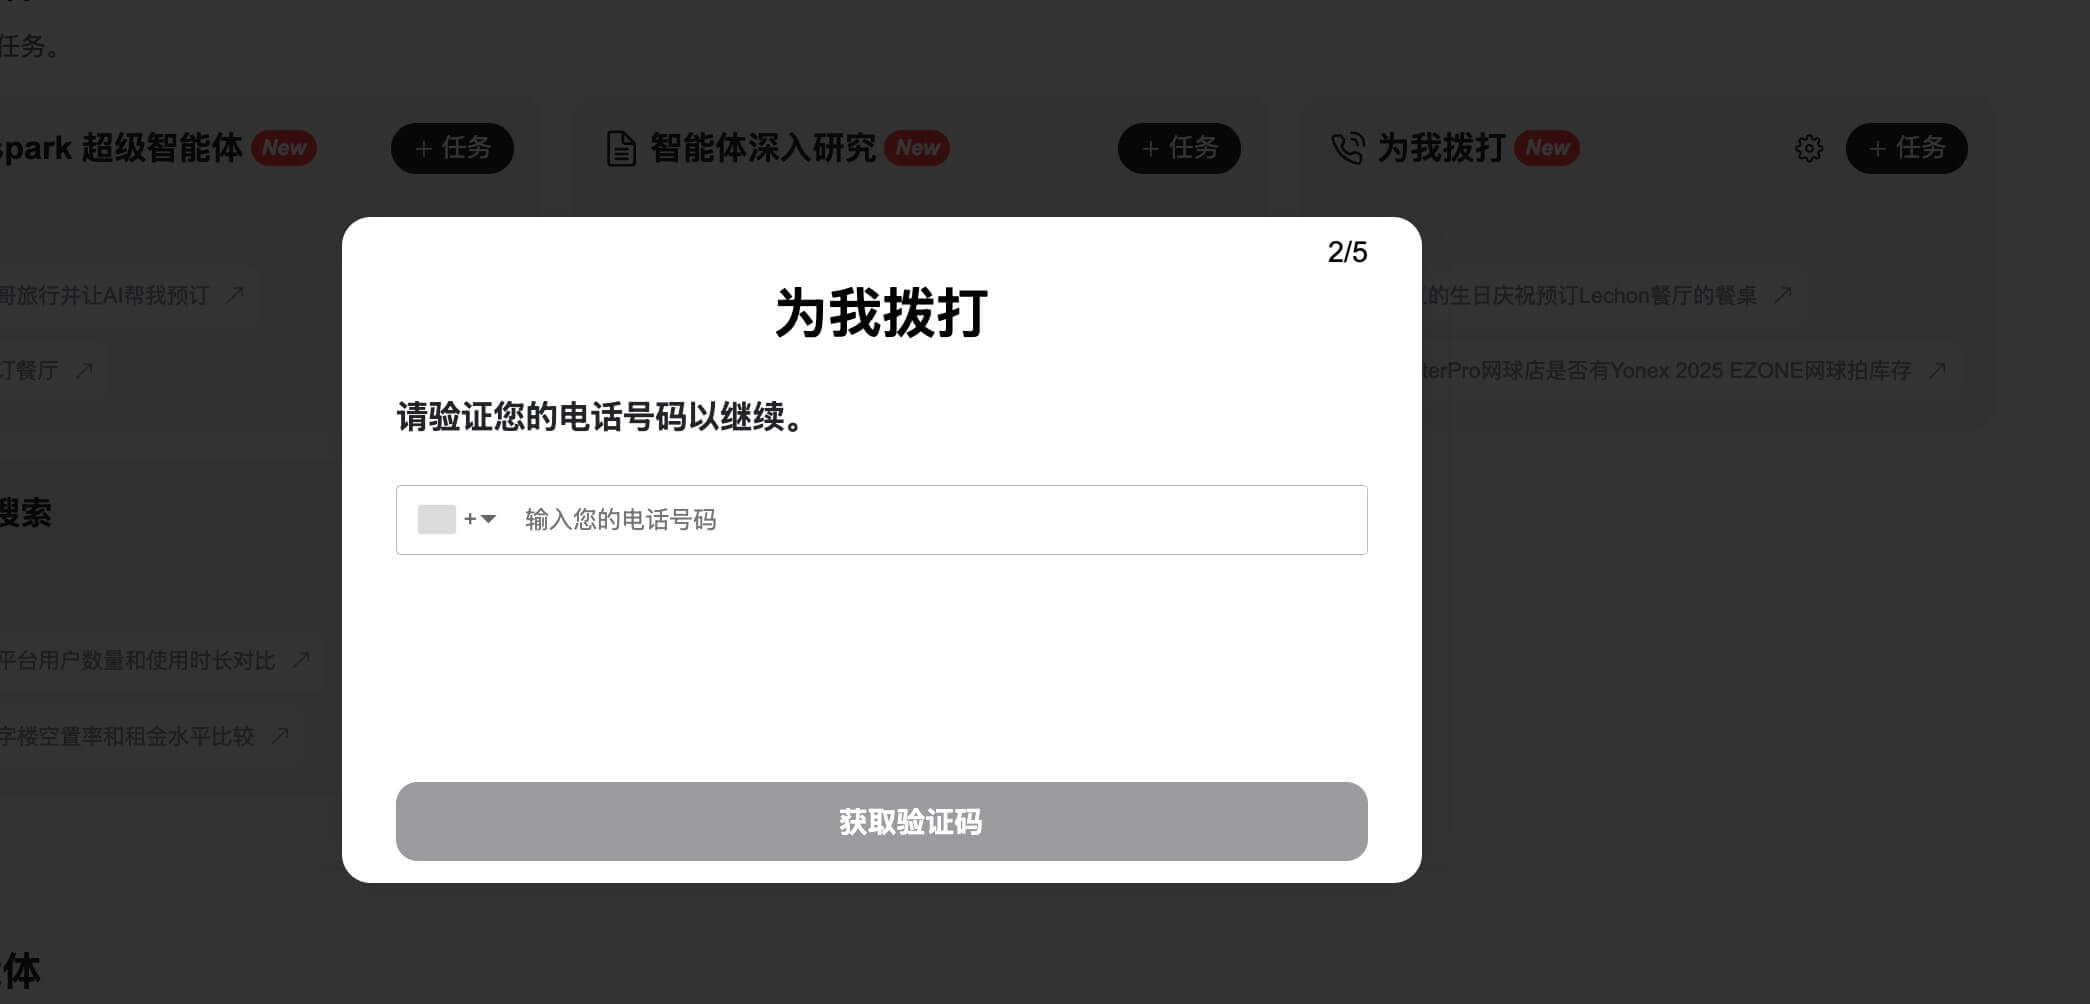 任务。
spark 超级智能体 New
+ 任务
智能体深入研究 New
+ 任务
为我拨打 New
+ 任务
2/5
为我拨打
哥旅行并让AI帮我预订
的生日庆祝预订Lechon餐厅的餐桌
订餐厅
terPro网球店是否有Yonex 2025 EZONE网球拍库存
请验证您的电话号码以继续。
+ 输入您的电话号码
搜索
平台用户数量和使用时长对比
字楼空置率和租金水平比较
获取验证码
体